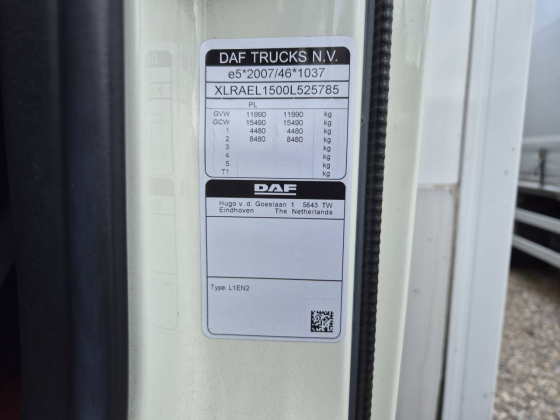 DAF TRUCKS N.V.
e5*2007/46*1037
XLRAEL1500L525785
PL
GVW 11990 11990 kg
GCW 15490 15490 kg
1 4480 4480 kg
2 8480 8480 kg
3 kg
4 kg
5 kg
T1 kg
DAF
Hugo v. d. Goeslaan 1 5643 TW
Eindhoven The Netherlands
Type: L1EN2